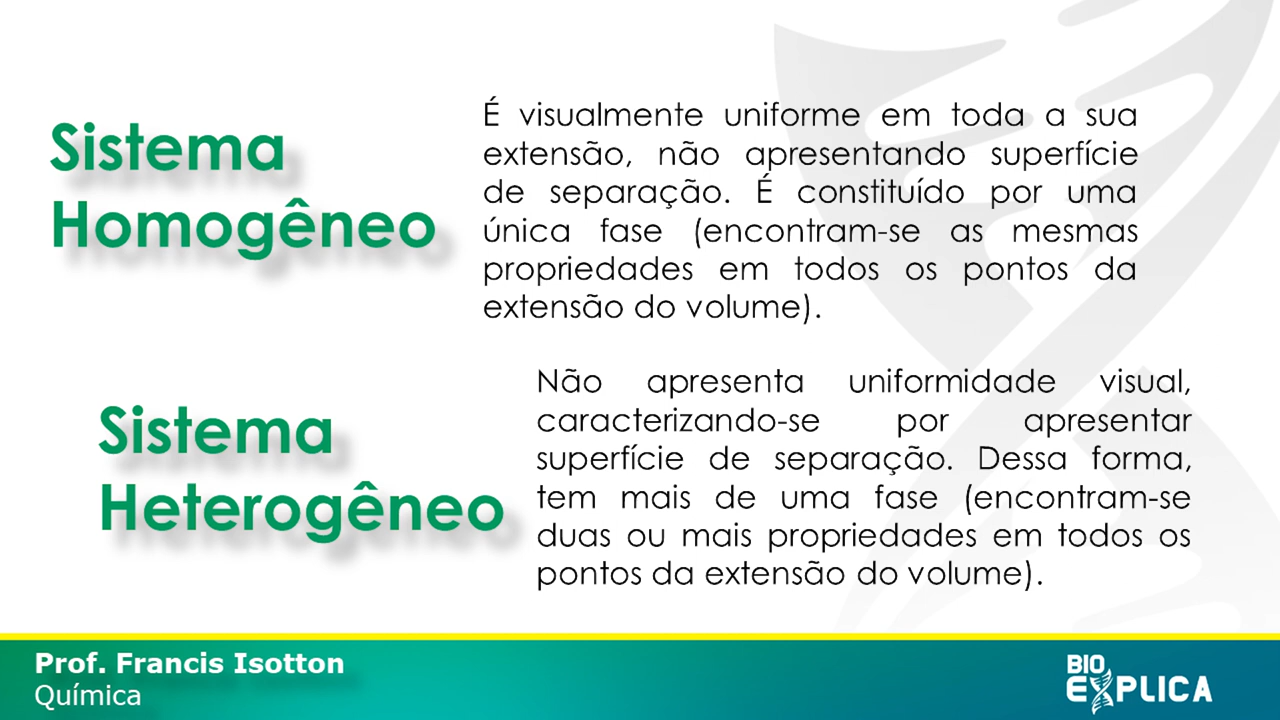 Sistema
Homogêneo
É visualmente uniforme em toda a sua
extensão, não apresentando superfície
de separação. É constituído por uma
única fase (encontram-se as mesmas
propriedades em todos os pontos da
extensão do volume).
Sistema
Heterogêneo
Não apresenta uniformidade visual,
caracterizando-se por apresentar
superfície de separação. Dessa forma,
tem mais de uma fase (encontram-se
duas ou mais propriedades em todos os
pontos da extensão do volume).
Prof. Francis Isotton
Química
BIO
EXPLICA